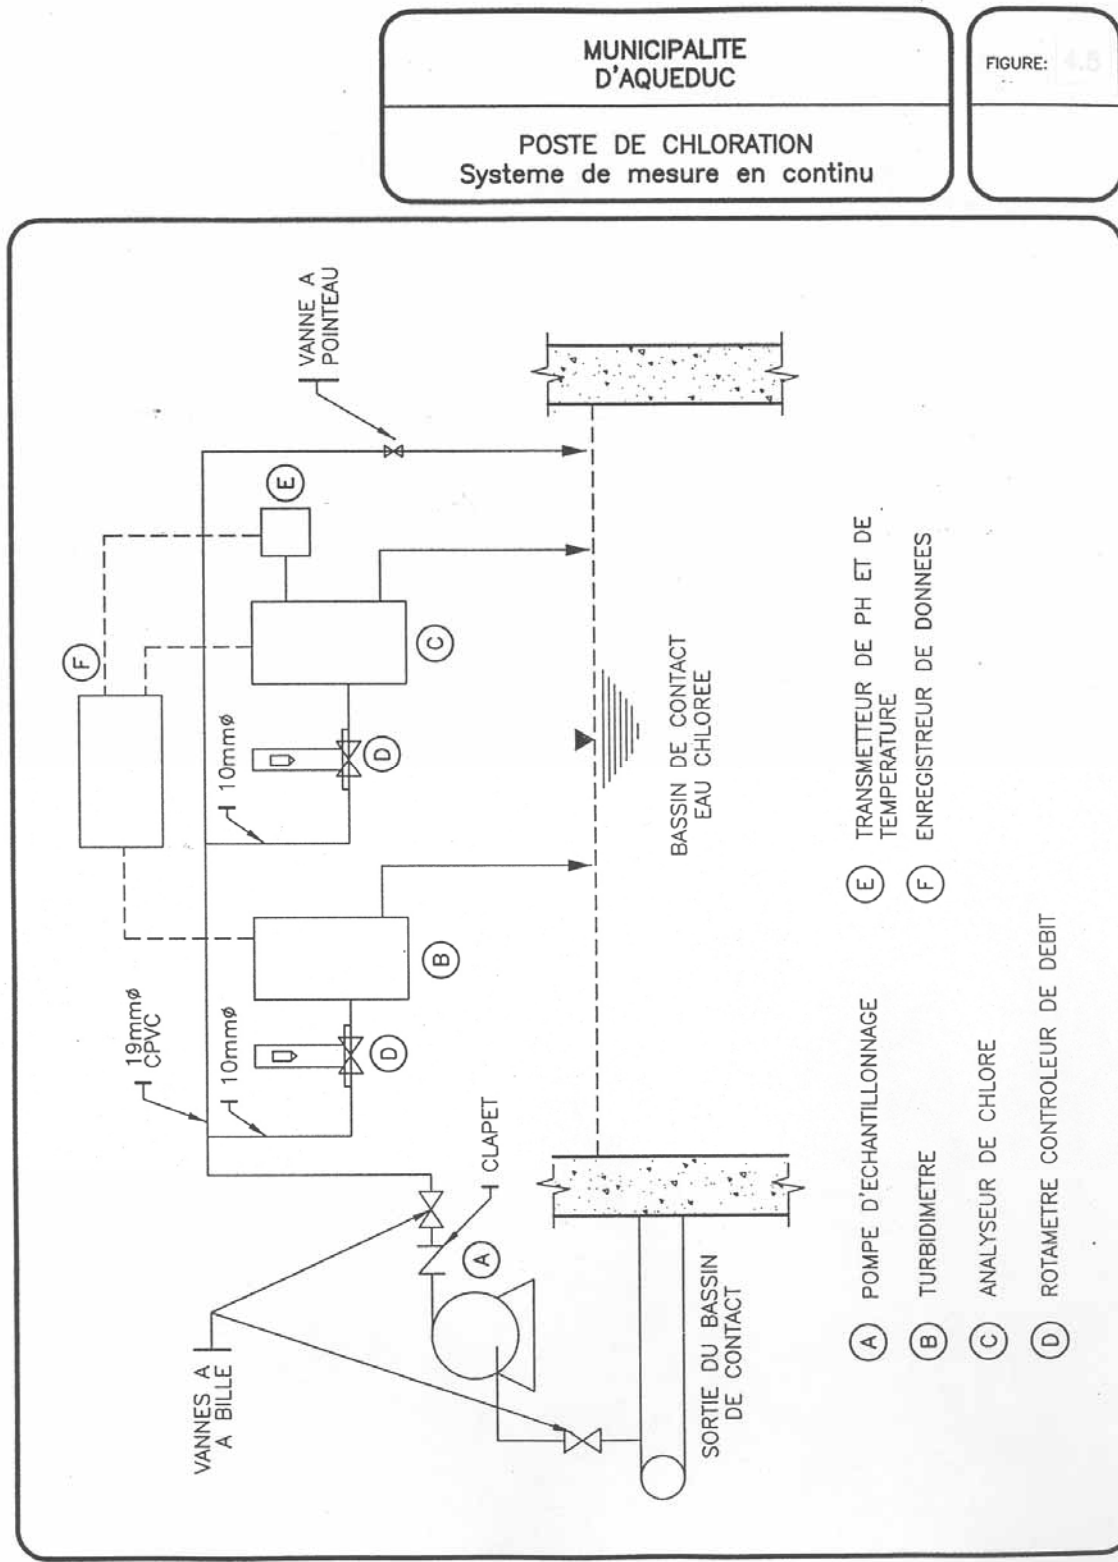 MUNICIPALITE
D'AQUEDUC
POSTE DE CHLORATION
Systeme de mesure en continu
FIGURE: 4.5
VANNES A
A BILLE
19mmø
CPVC
10mmø
10mmø
VANNE A
POINTEAU
CLAPET
A
B
C
D
D
E
F
SORTIE DU BASSIN
DE CONTACT
BASSIN DE CONTACT
EAU CHLOREE
A POMPE D'ECHANTILLONNAGE
B TURBIDIMETRE
C ANALYSEUR DE CHLORE
D ROTAMETRE CONTROLEUR DE DEBIT
E TRANSMETTEUR DE PH ET DE
TEMPERATURE
F ENREGISTREUR DE DONNEES